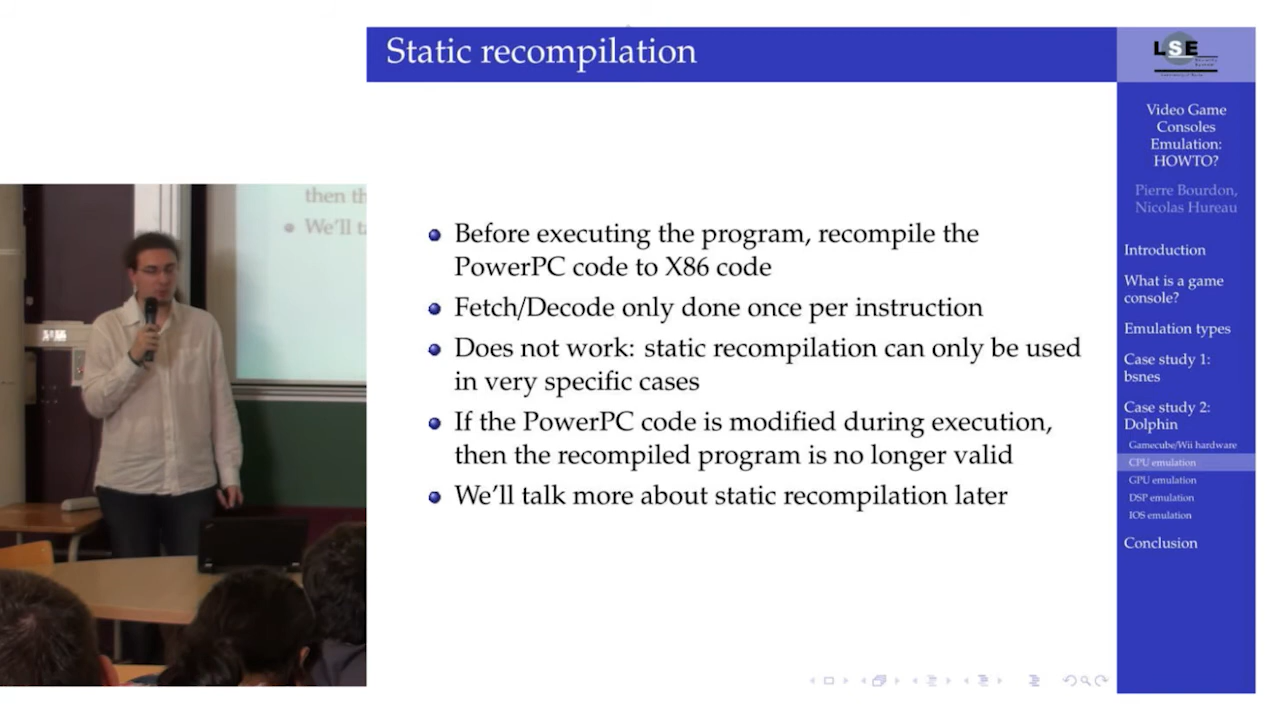 Static recompilation
Before executing the program, recompile the
PowerPC code to X86 code
Fetch/Decode only done once per instruction
Does not work: static recompilation can only be used
in very specific cases
If the PowerPC code is modified during execution,
then the recompiled program is no longer valid
We'll talk more about static recompilation later
LSE
Video Game
Consoles
Emulation:
HOWTO?
Pierre Bourdon,
Nicolas Hureau
Introduction
What is a game
console?
Emulation types
Case study 1:
bsnes
Case study 2:
Dolphin
Gamecube/Wii hardware
CPU emulation
GPU emulation
DSP emulation
IOS emulation
Conclusion
then th
We'll t